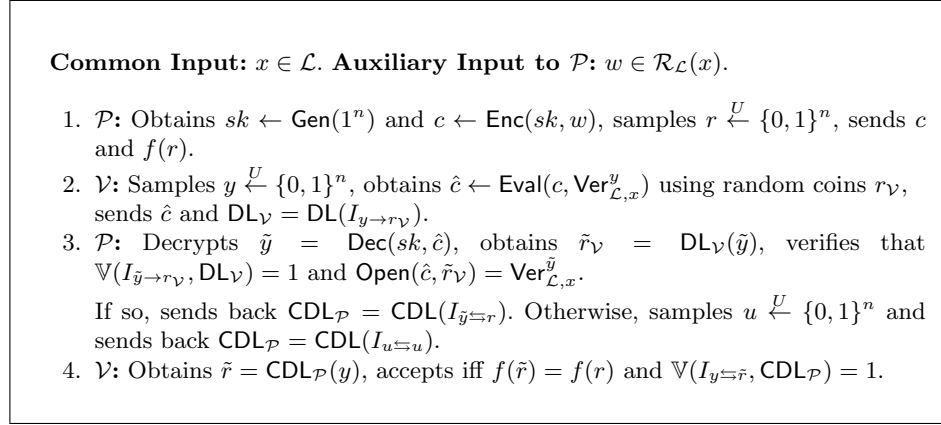 Common Input: x ∈ ℒ. Auxiliary Input to 𝒫: w ∈ ℛ_ℒ(x).
1. 𝒫: Obtains sk ← Gen(1^n) and c ← Enc(sk, w), samples r ←^U {0,1}^n, sends c
and f(r).
2. 𝒱: Samples y ←^U {0,1}^n, obtains ĉ ← Eval(c, Ver^y_{ℒ,x}) using random coins r_𝒱,
sends ĉ and DL_𝒱 = DL(I_{y→r_𝒱}).
3. 𝒫: Decrypts ỹ = Dec(sk, ĉ), obtains r̃_𝒱 = DL_𝒱(ỹ), verifies that
𝕍(I_{ỹ→r_𝒱}, DL_𝒱) = 1 and Open(ĉ, r̃_𝒱) = Ver^ỹ_{ℒ,x}.
If so, sends back CDL_𝒫 = CDL(I_{ỹ⇆r}). Otherwise, samples u ←^U {0,1}^n and
sends back CDL_𝒫 = CDL(I_{u⇆u}).
4. 𝒱: Obtains r̃ = CDL_𝒫(y), accepts iff f(r̃) = f(r) and 𝕍(I_{y⇆r̃}, CDL_𝒫) = 1.